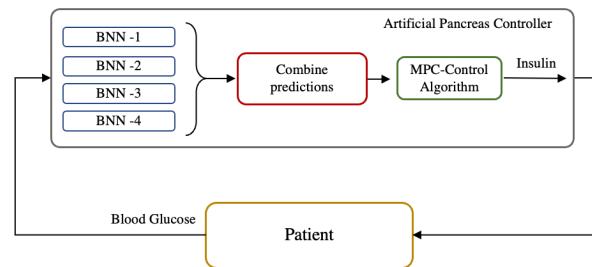 Artificial Pancreas Controller
BNN -1
BNN -2
BNN -3
BNN -4
Combine
predictions
MPC-Control
Algorithm
Insulin
Blood Glucose
Patient